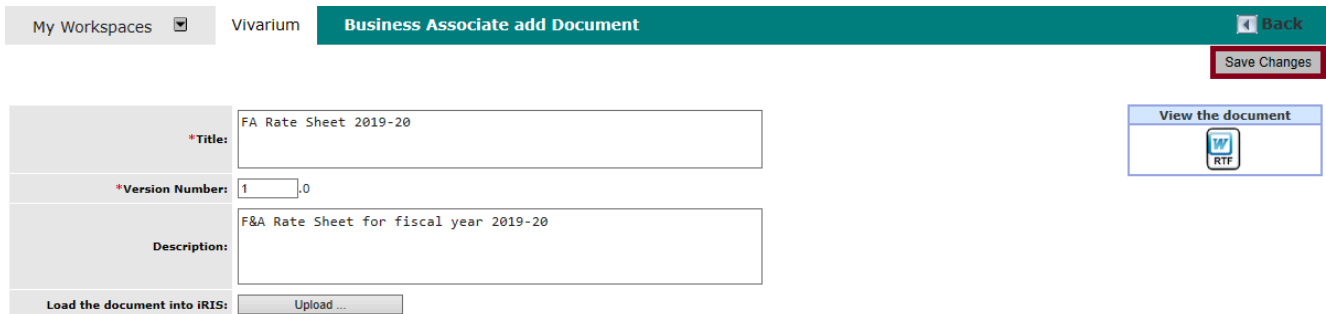 My Workspaces Vivarium Business Associate add Document Back
Save Changes
*Title: FA Rate Sheet 2019-20
View the document
W
RTF
*Version Number: 1 .0
Description: F&A Rate Sheet for fiscal year 2019-20
Load the document into iRIS: Upload ...